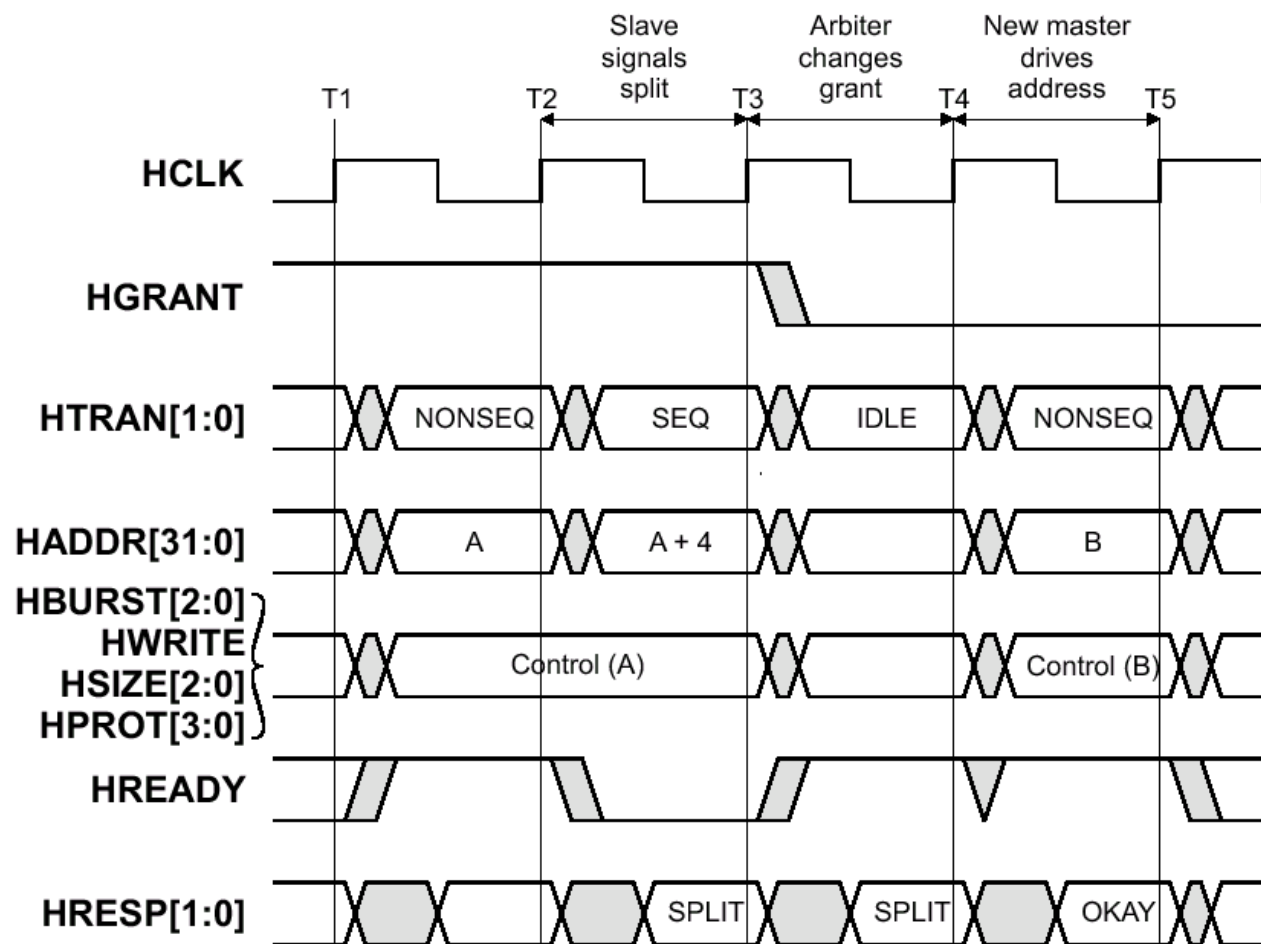 Slave
signals
split
Arbiter
changes
grant
New master
drives
address
T1
T2
T3
T4
T5
HCLK
HGRANT
HTRAN[1:0]
NONSEQ
SEQ
IDLE
NONSEQ
HADDR[31:0]
A
A + 4
B
HBURST[2:0]
HWRITE
HSIZE[2:0]
HPROT[3:0]
Control (A)
Control (B)
HREADY
HRESP[1:0]
SPLIT
SPLIT
OKAY